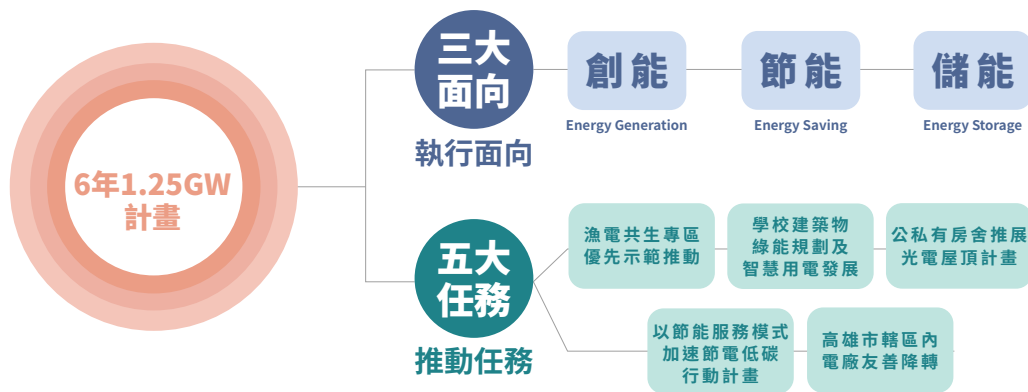 6年1.25GW
計畫
三大
面向
執行面向
創能
Energy Generation
節能
Energy Saving
儲能
Energy Storage
五大
任務
推動任務
漁電共生專區
優先示範推動
學校建築物
綠能規劃及
智慧用電發展
公私有房舍推展
光電屋頂計畫
以節能服務模式
加速節電低碳
行動計畫
高雄市轄區內
電廠友善降轉